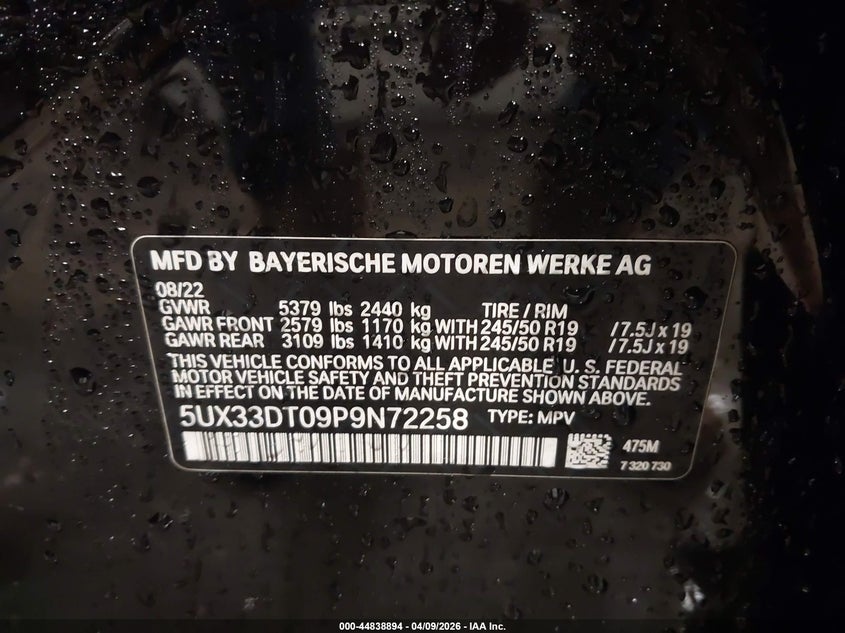 MFD BY BAYERISCHE MOTOREN WERKE AG
08/22
GVWR 5379 lbs 2440 kg TIRE / RIM
GAWR FRONT 2579 lbs 1170 kg WITH 245/50 R19 / 7.5J x 19
GAWR REAR 3109 lbs 1410 kg WITH 245/50 R19 / 7.5J x 19
THIS VEHICLE CONFORMS TO ALL APPLICABLE U. S. FEDERAL
MOTOR VEHICLE SAFETY AND THEFT PREVENTION STANDARDS
IN EFFECT ON THE DATE OF MANUFACTURE SHOWN ABOVE.
5UX33DT09P9N72258 TYPE: MPV
475M
7 320 730
000-44838894 - 04/09/2026 - IAA Inc.